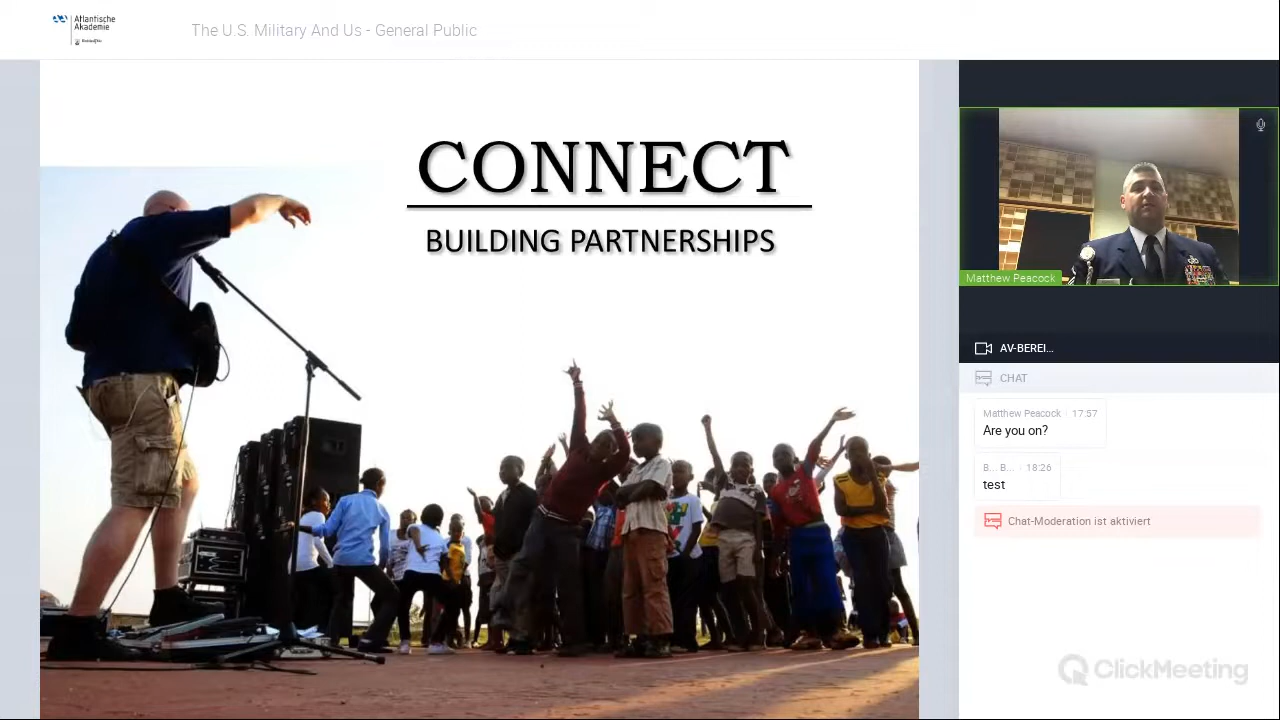 Atlantische
Akademie
The U.S. Military And Us - General Public
CONNECT
BUILDING PARTNERSHIPS
Matthew Peacock
AV-BEREI...
CHAT
Matthew Peacock 17:57
Are you on?
B... B... 18:26
test
Chat-Moderation ist aktiviert
ClickMeeting